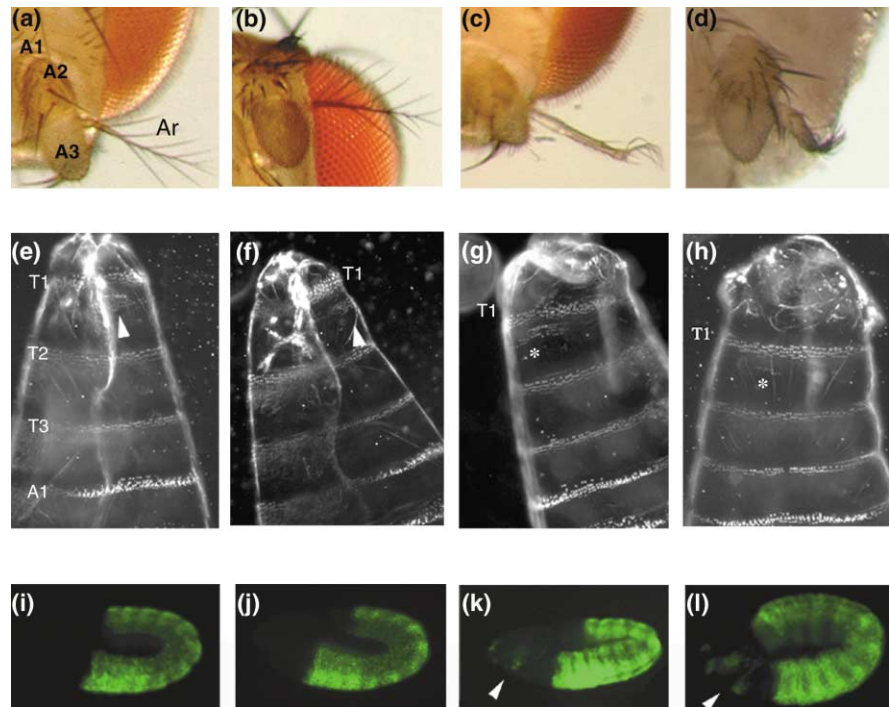 (a) (b) (c) (d)
A1
A2
Ar
A3
(e) (f) (g) (h)
T1 T1
T1 T1
T2
T3
A1
(i) (j) (k) (l)